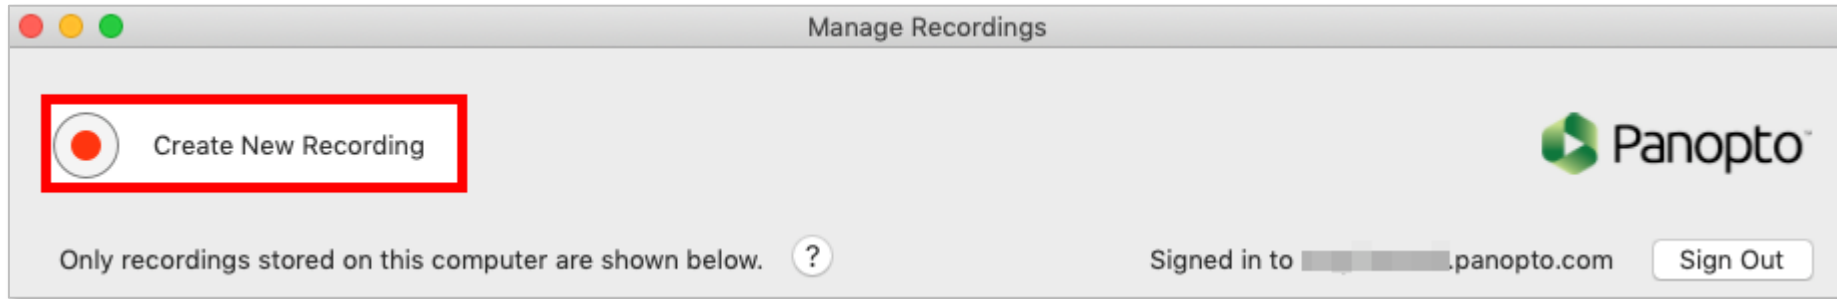 Manage Recordings
Create New Recording
Panopto™
Only recordings stored on this computer are shown below. ?
Signed in to .panopto.com Sign Out